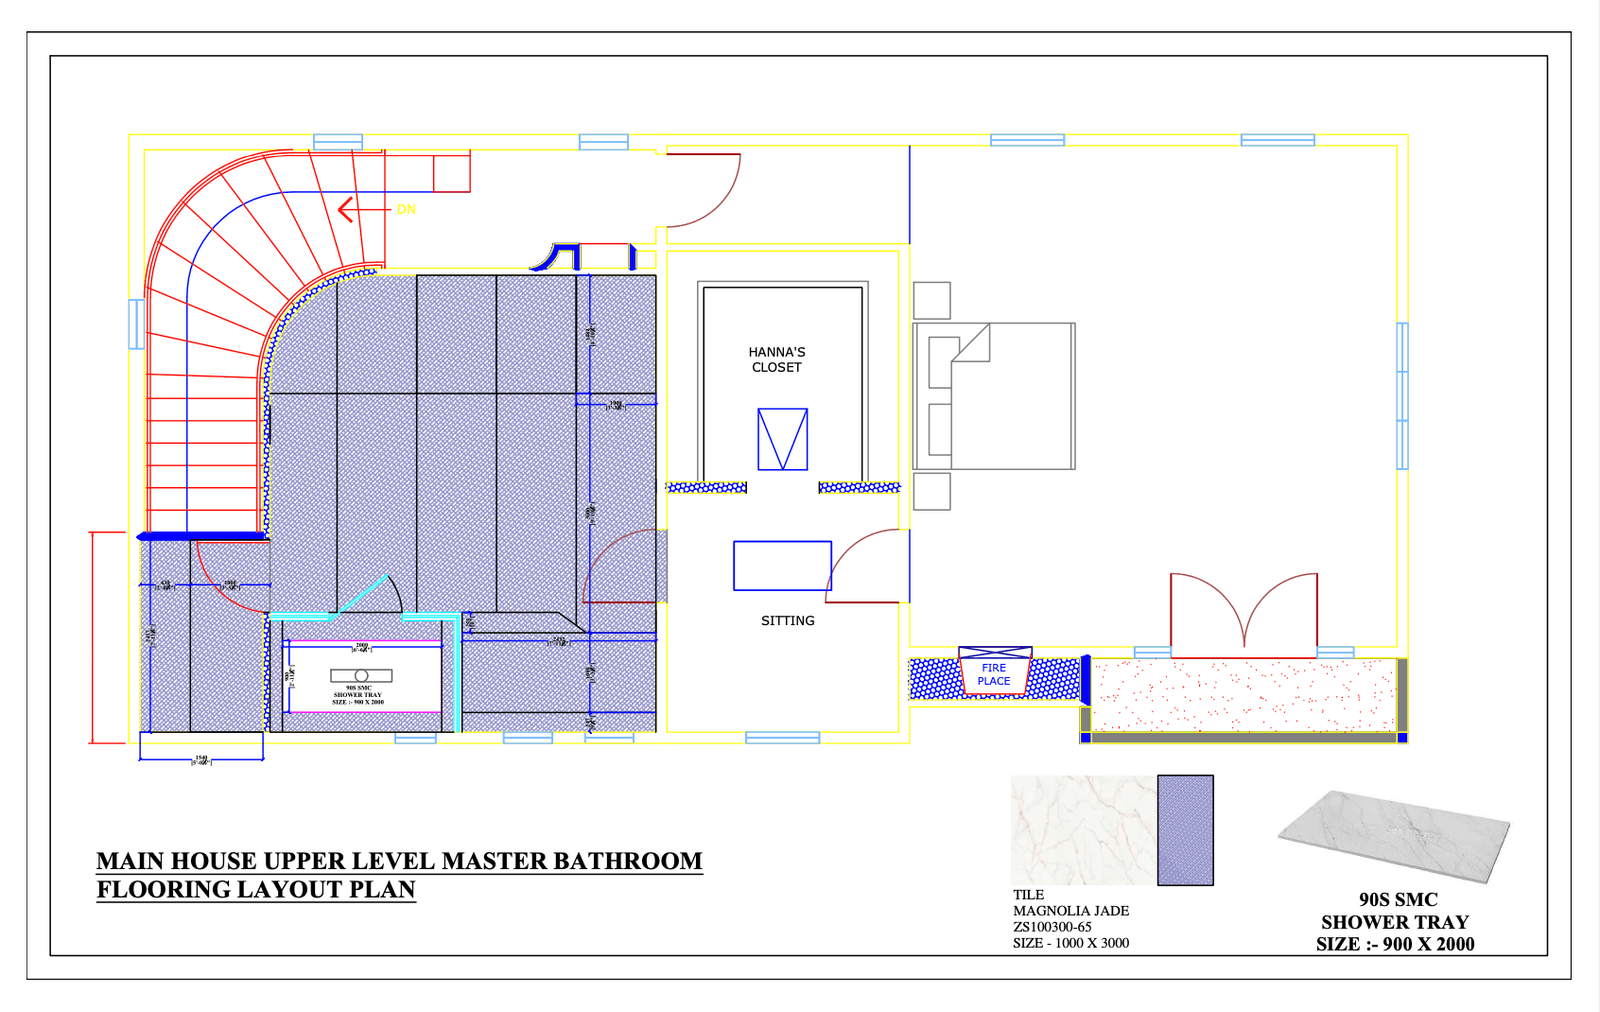 DN
HANNA'S
CLOSET
SITTING
FIRE
PLACE
2000
900
90S SMC
SHOWER TRAY
SIZE :- 900 X 2000
1540
MAIN HOUSE UPPER LEVEL MASTER BATHROOM
FLOORING LAYOUT PLAN
TILE
MAGNOLIA JADE
ZS100300-65
SIZE - 1000 X 3000
90S SMC
SHOWER TRAY
SIZE :- 900 X 2000